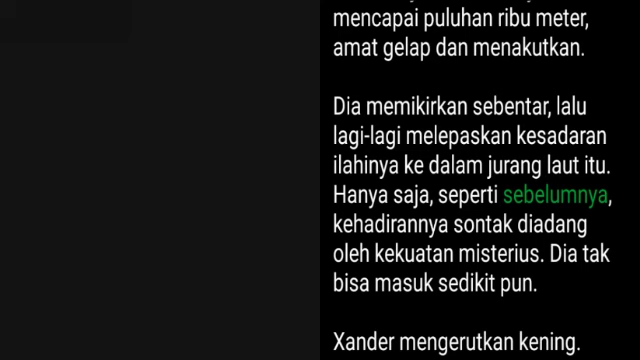 mencapai puluhan ribu meter,
amat gelap dan menakutkan.
Dia memikirkan sebentar, lalu
lagi-lagi melepaskan kesadaran
ilahinya ke dalam jurang laut itu.
Hanya saja, seperti sebelumnya,
kehadirannya sontak diadang
oleh kekuatan misterius. Dia tak
bisa masuk sedikit pun.
Xander mengerutkan kening.